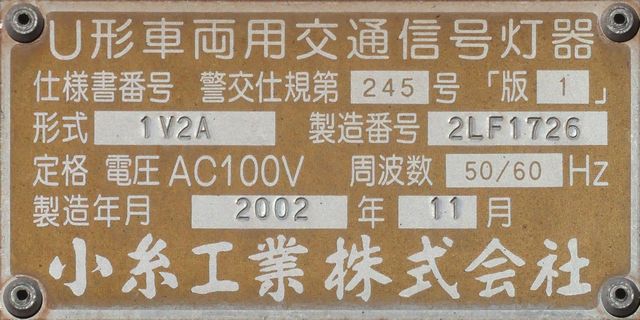 U形車両用交通信号灯器
仕様書番号 警交仕規第 245 号 「版 1 」
形式 1V2A 製造番号 2LF1726
定格 電圧 AC100V 周波数 50/60 Hz
製造年月 2002 年 11 月
小糸工業株式会社